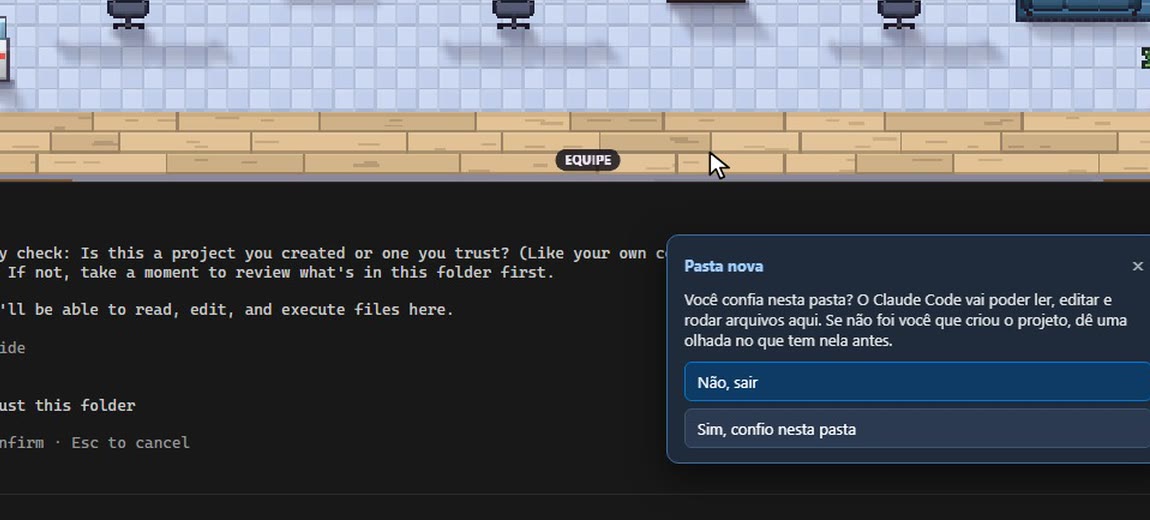 EQUIPE
y check: Is this a project you created or one you trust? (Like your own c
If not, take a moment to review what's in this folder first.
'll be able to read, edit, and execute files here.
ide
ust this folder
nfirm · Esc to cancel
Pasta nova
Você confia nesta pasta? O Claude Code vai poder ler, editar e
rodar arquivos aqui. Se não foi você que criou o projeto, dê uma
olhada no que tem nela antes.
Não, sair
Sim, confio nesta pasta